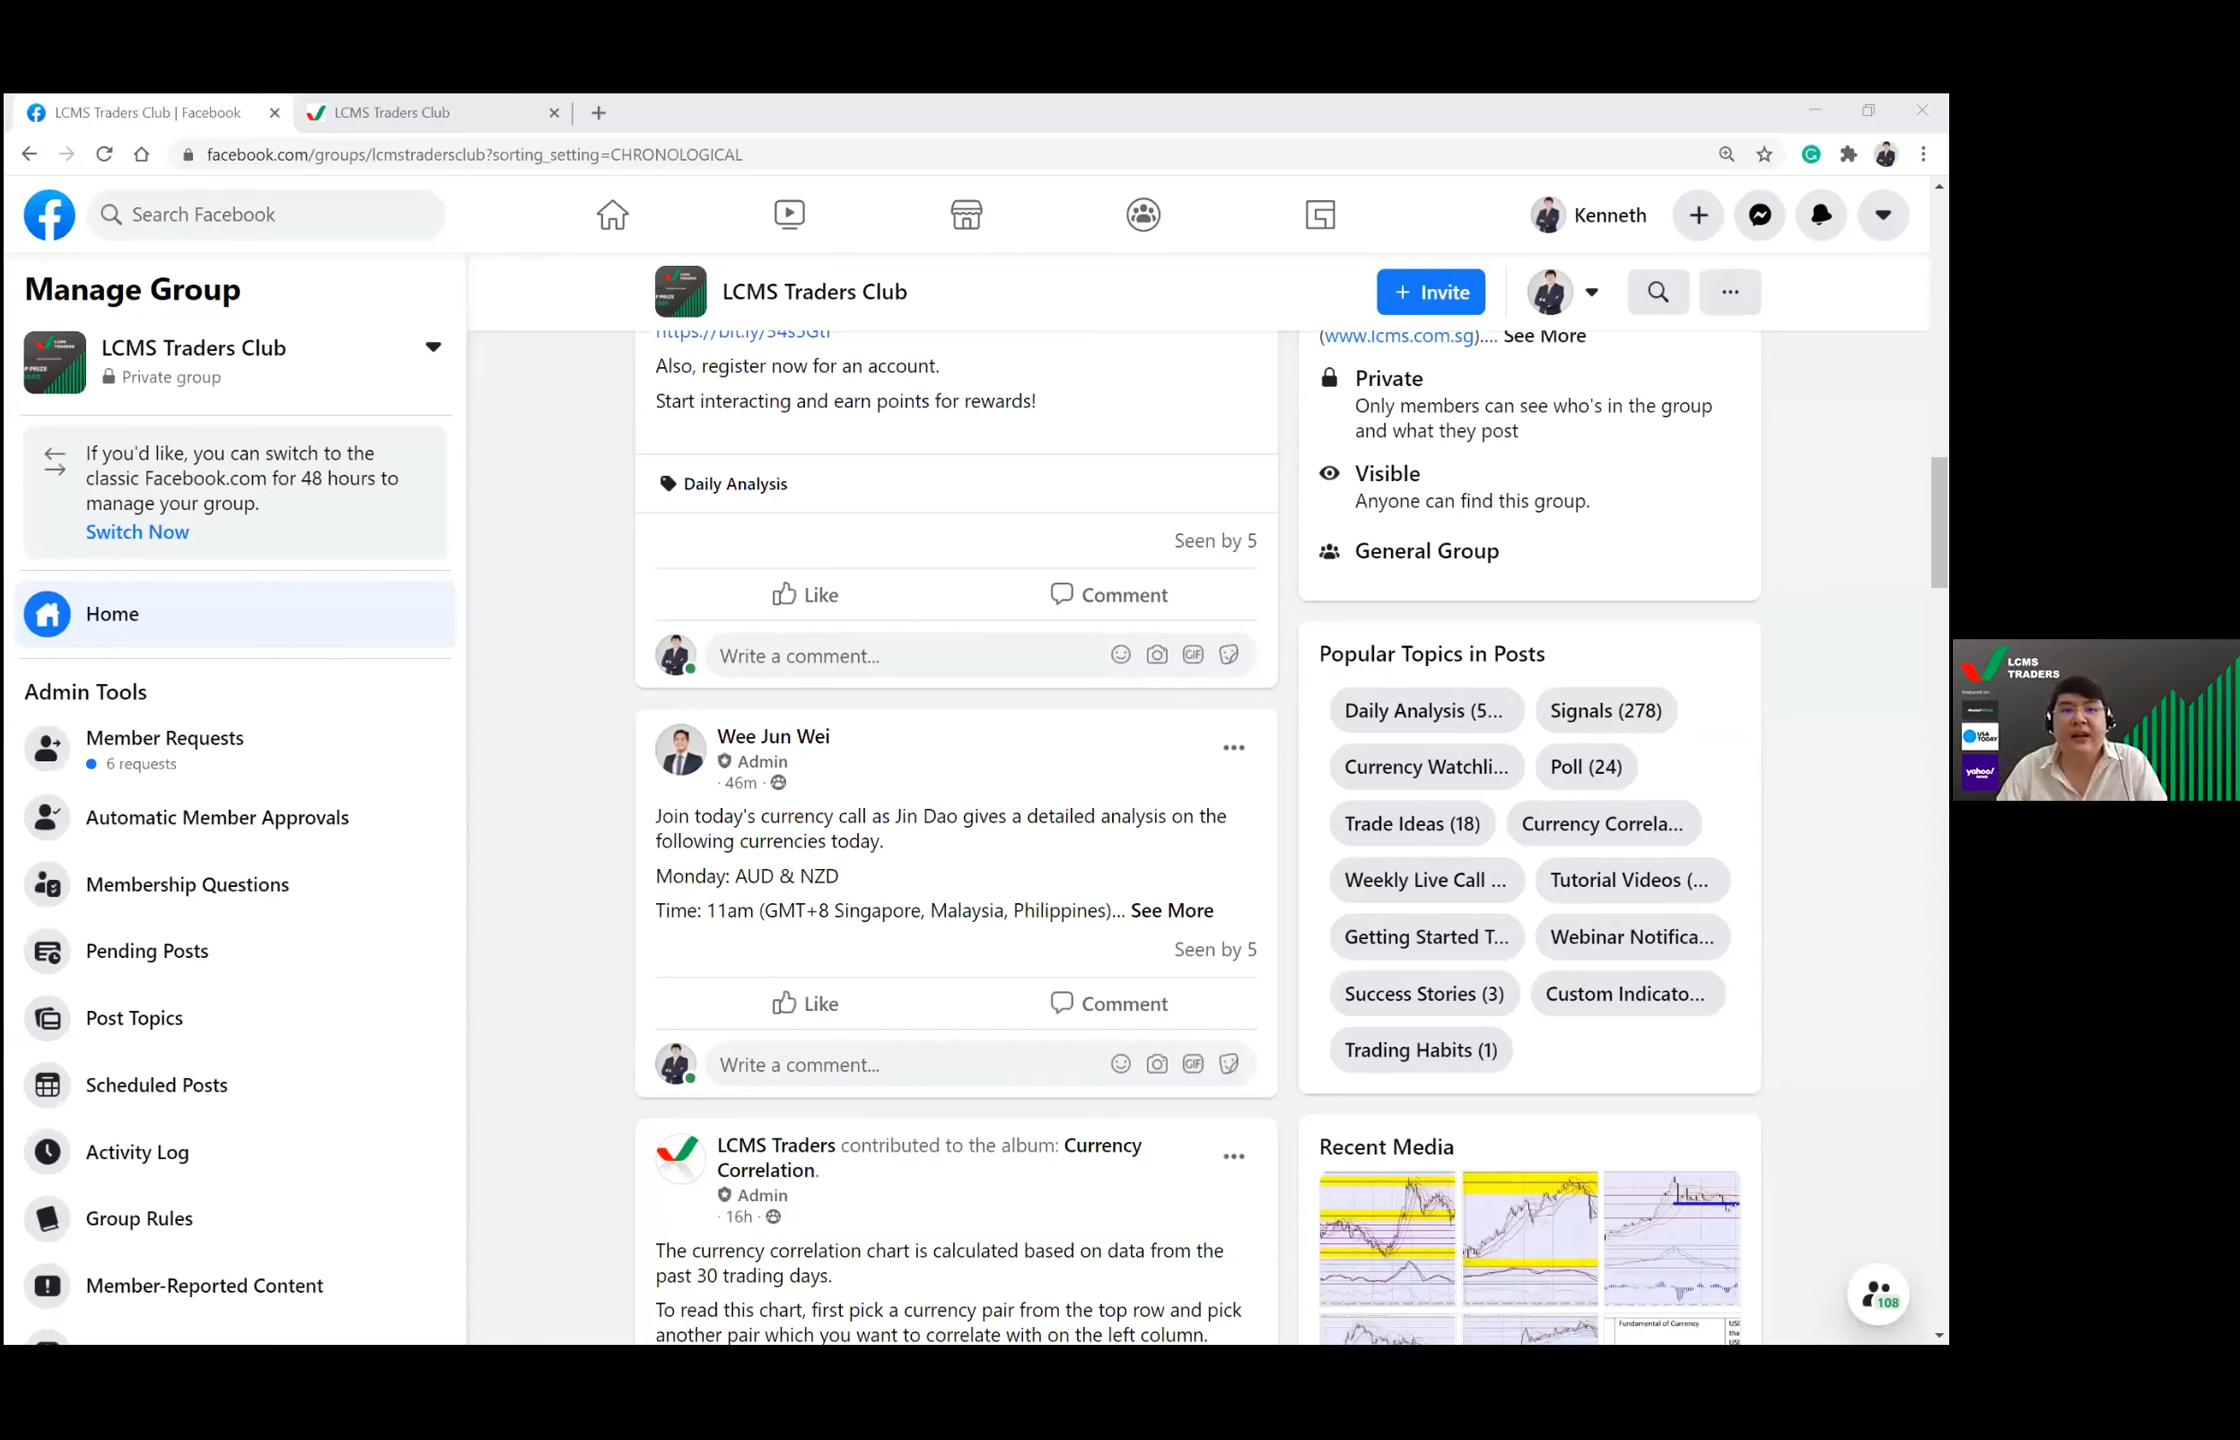 LCMS Traders Club | Facebook
LCMS Traders Club
facebook.com/groups/lcmstradersclub?sorting_setting=CHRONOLOGICAL
Search Facebook
Kenneth
Manage Group
LCMS Traders Club
Private group
If you'd like, you can switch to the
classic Facebook.com for 48 hours to
manage your group.
Switch Now
Home
Admin Tools
Member Requests
6 requests
Automatic Member Approvals
Membership Questions
Pending Posts
Post Topics
Scheduled Posts
Activity Log
Group Rules
Member-Reported Content
LCMS Traders Club
+ Invite
Also, register now for an account.
Start interacting and earn points for rewards!
Daily Analysis
Seen by 5
Like
Comment
Write a comment...
GIF
Wee Jun Wei
Admin
· 46m ·
Join today's currency call as Jin Dao gives a detailed analysis on the
following currencies today.
Monday: AUD & NZD
Time: 11am (GMT+8 Singapore, Malaysia, Philippines)... See More
Seen by 5
Like
Comment
Write a comment...
GIF
LCMS Traders contributed to the album: Currency
Correlation.
Admin
· 16h ·
The currency correlation chart is calculated based on data from the
past 30 trading days.
To read this chart, first pick a currency pair from the top row and pick
another pair which you want to correlate with on the left column.
(www.lcms.com.sg).... See More
Private
Only members can see who's in the group
and what they post
Visible
Anyone can find this group.
General Group
Popular Topics in Posts
Daily Analysis (5...
Signals (278)
Currency Watchli...
Poll (24)
Trade Ideas (18)
Currency Correla...
Weekly Live Call ...
Tutorial Videos (...
Getting Started T...
Webinar Notifica...
Success Stories (3)
Custom Indicato...
Trading Habits (1)
Recent Media
Fundamental of Currency
108
LCMS
TRADERS
Featured on:
USA
TODAY
yahoo!